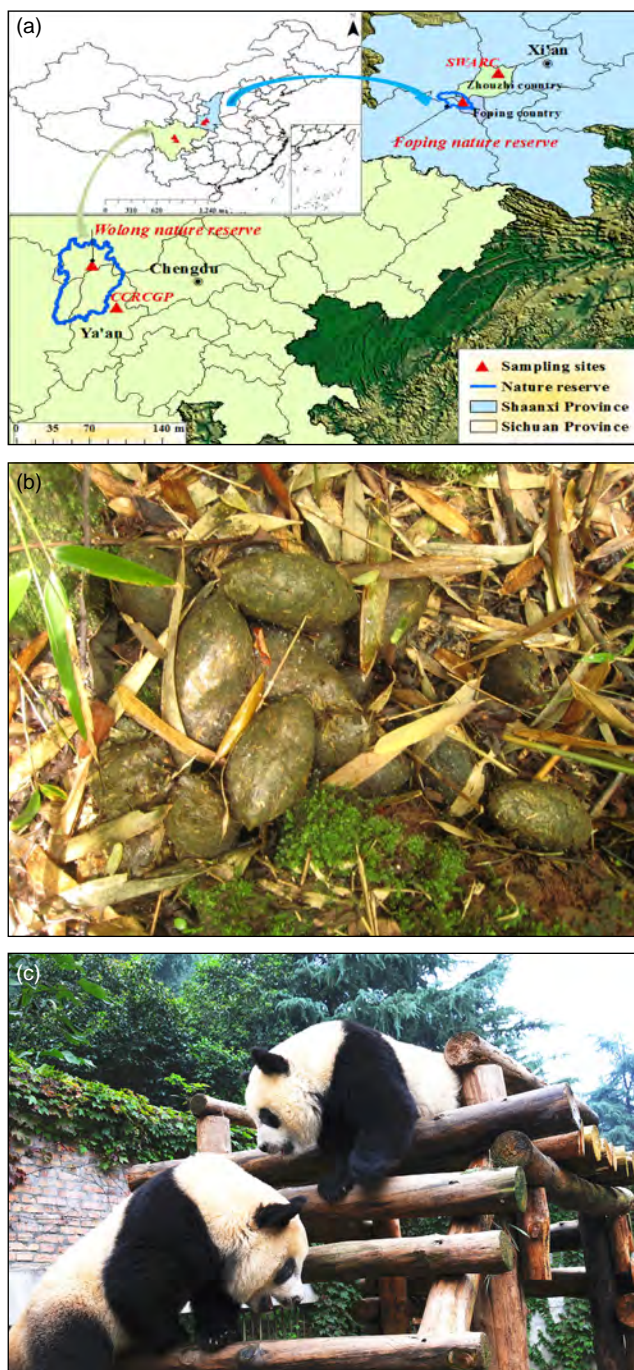 (a)
N
Xi'an
SWARC
Zhouzhi country
Foping country
Foping nature reserve
0 310 620 1,240 m
Wolong nature reserve
Chengdu
CCRCGP
Ya'an
Sampling sites
Nature reserve
Shaanxi Province
Sichuan Province
0 35 70 140 m
(b)
(c)